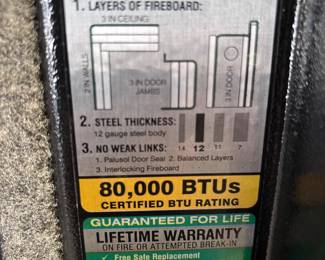 1. LAYERS OF FIREBOARD:
3 IN CEILING
2 IN WALLS
3 IN DOOR
JAMBS
3 IN DOOR
2. STEEL THICKNESS:
12 gauge steel body
14 12 11 7
3. NO WEAK LINKS:
1. Palusol Door Seal 2. Balanced Layers
3. Interlocking Fireboard
80,000 BTUs
CERTIFIED BTU RATING
GUARANTEED FOR LIFE
LIFETIME WARRANTY
ON FIRE OR ATTEMPTED BREAK-IN
✓ Free Safe Replacement